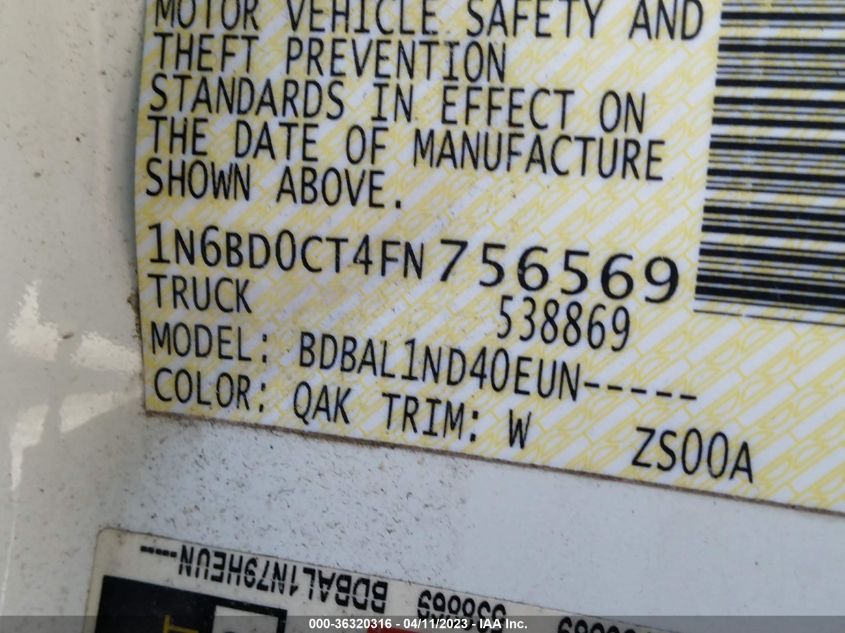 MOTOR VEHICLE SAFETY AND
THEFT PREVENTION
STANDARDS IN EFFECT ON
THE DATE OF MANUFACTURE
SHOWN ABOVE.
1N6BD0CT4FN756569
TRUCK 538869
MODEL: BDBAL1ND40EUN-----
COLOR: QAK TRIM: W ZS00A
BDBAL1N79HEUN-----
000-36320316 - 04/11/2023 - IAA Inc.